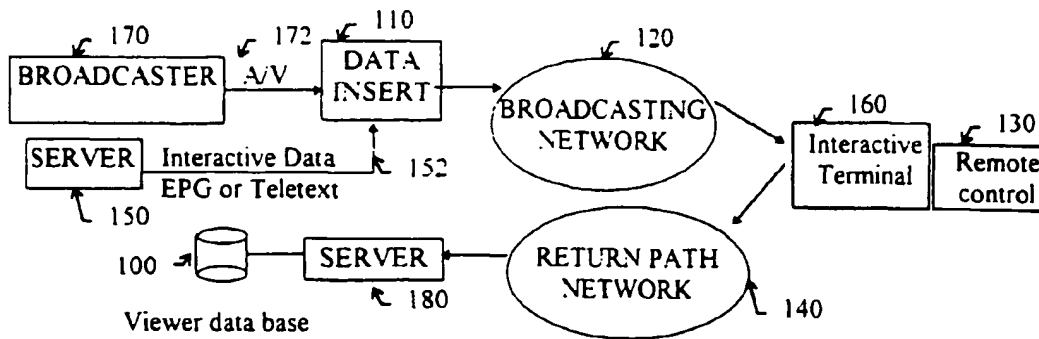 170
172
110
120
BROADCASTER
A/V
DATA
INSERT
BROADCASTING
NETWORK
160
130
Interactive
Terminal
Remote
control
SERVER
Interactive Data
EPG or Teletext
152
150
100
SERVER
180
RETURN PATH
NETWORK
140
Viewer data base